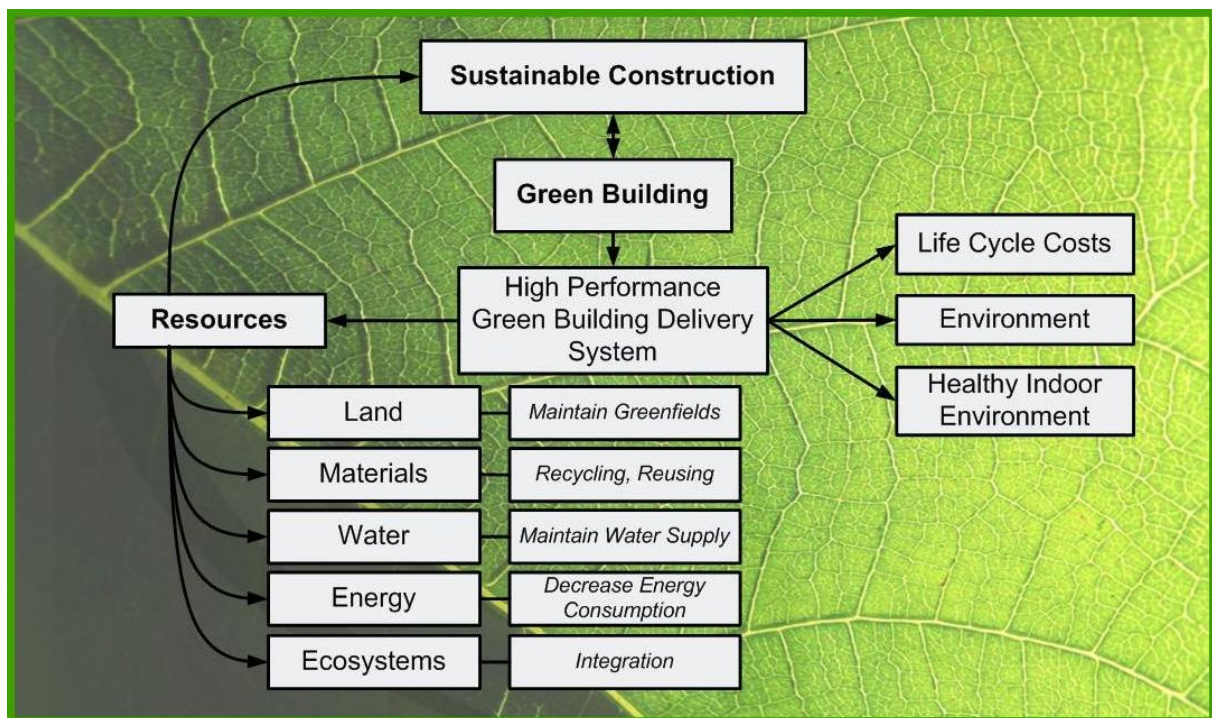 Sustainable Construction
Green Building
High Performance
Green Building Delivery
System
Life Cycle Costs
Environment
Healthy Indoor
Environment
Resources
Land
Maintain Greenfields
Materials
Recycling, Reusing
Water
Maintain Water Supply
Energy
Decrease Energy
Consumption
Ecosystems
Integration